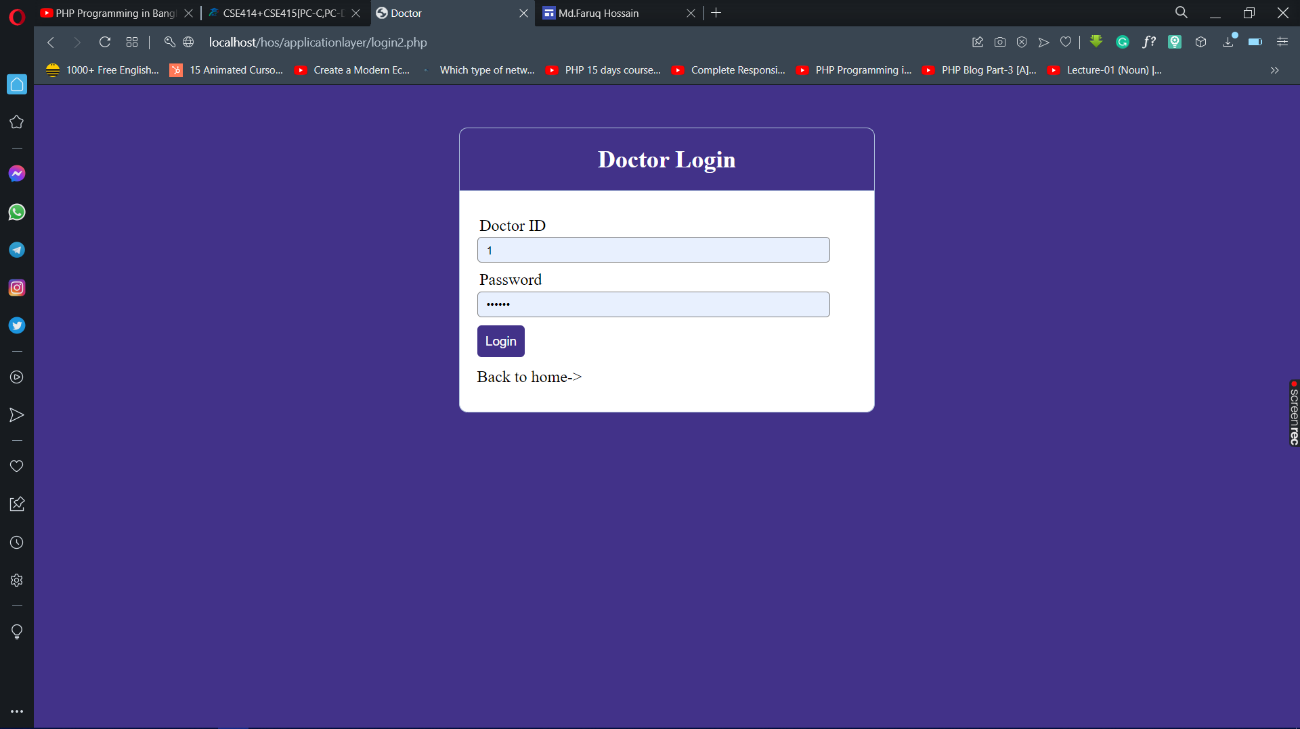 PHP Programming in Bangl
CSE414+CSE415[PC-C,PC-D
Doctor
Md.Faruq Hossain
localhost/hos/applicationlayer/login2.php
f?
1000+ Free English...
15 Animated Curso...
Create a Modern Ec...
Which type of netw...
PHP 15 days course...
Complete Responsi...
PHP Programming i...
PHP Blog Part-3 [A]...
Lecture-01 (Noun) |...
Doctor Login
Doctor ID
1
Password
••••••
Login
Back to home->
screenrec